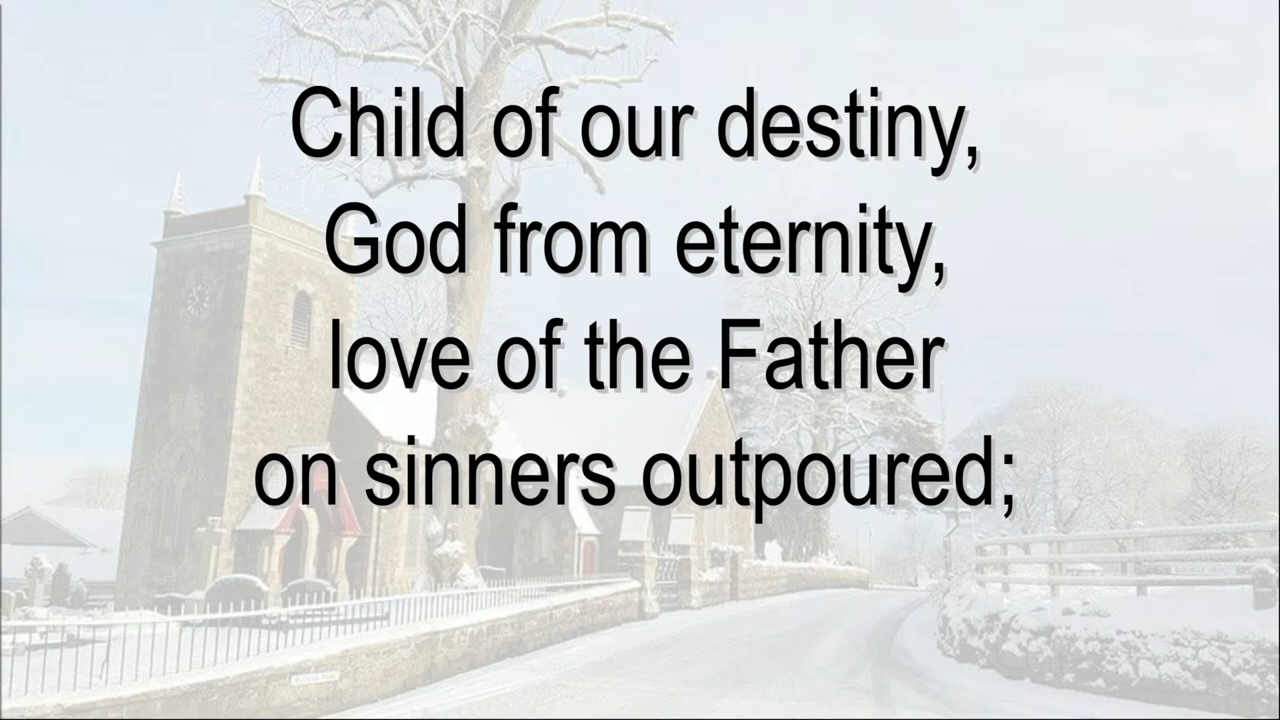 Child of our destiny,
God from eternity,
love of the Father
on sinners outpoured;